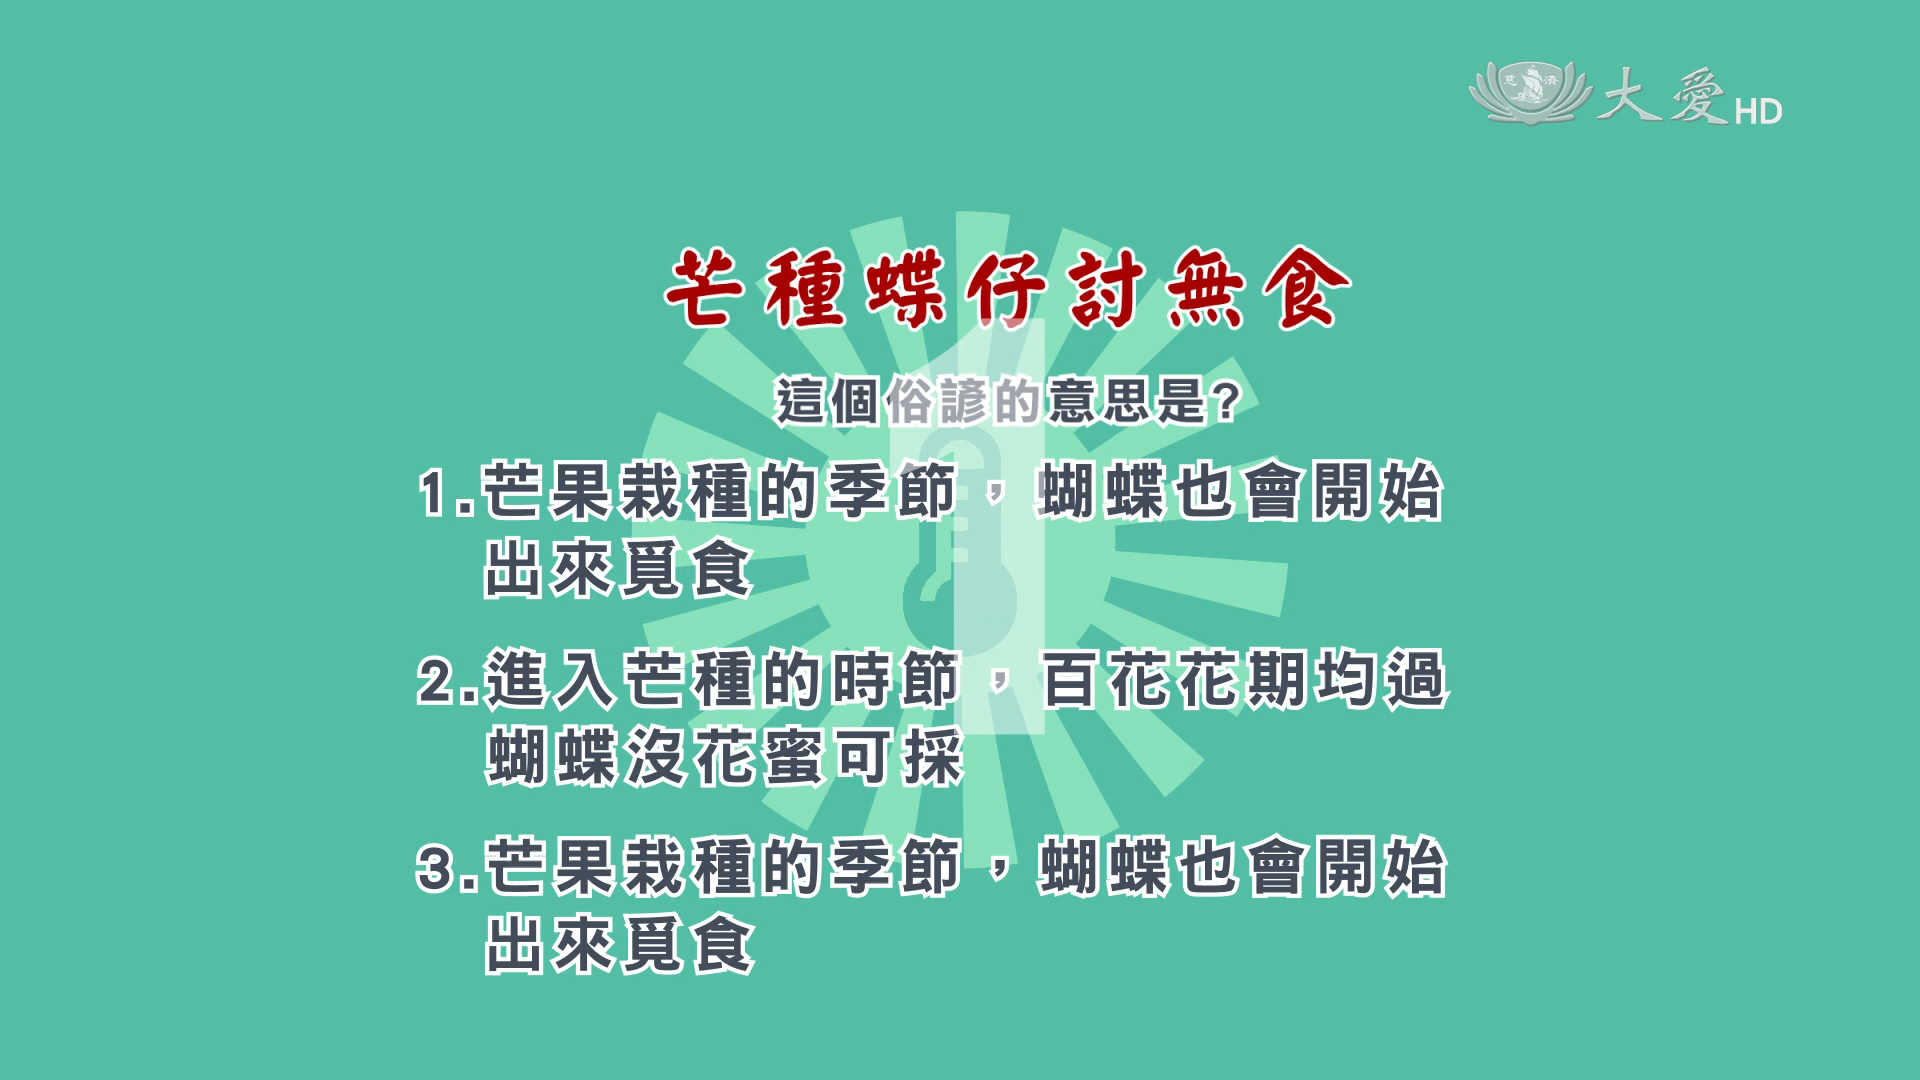 慈 濟
大愛HD
芒種蝶仔討無食
這個俗諺的意思是?
1.芒果栽種的季節，蝴蝶也會開始
出來覓食
2.進入芒種的時節，百花花期均過
蝴蝶沒花蜜可採
3.芒果栽種的季節，蝴蝶也會開始
出來覓食
1